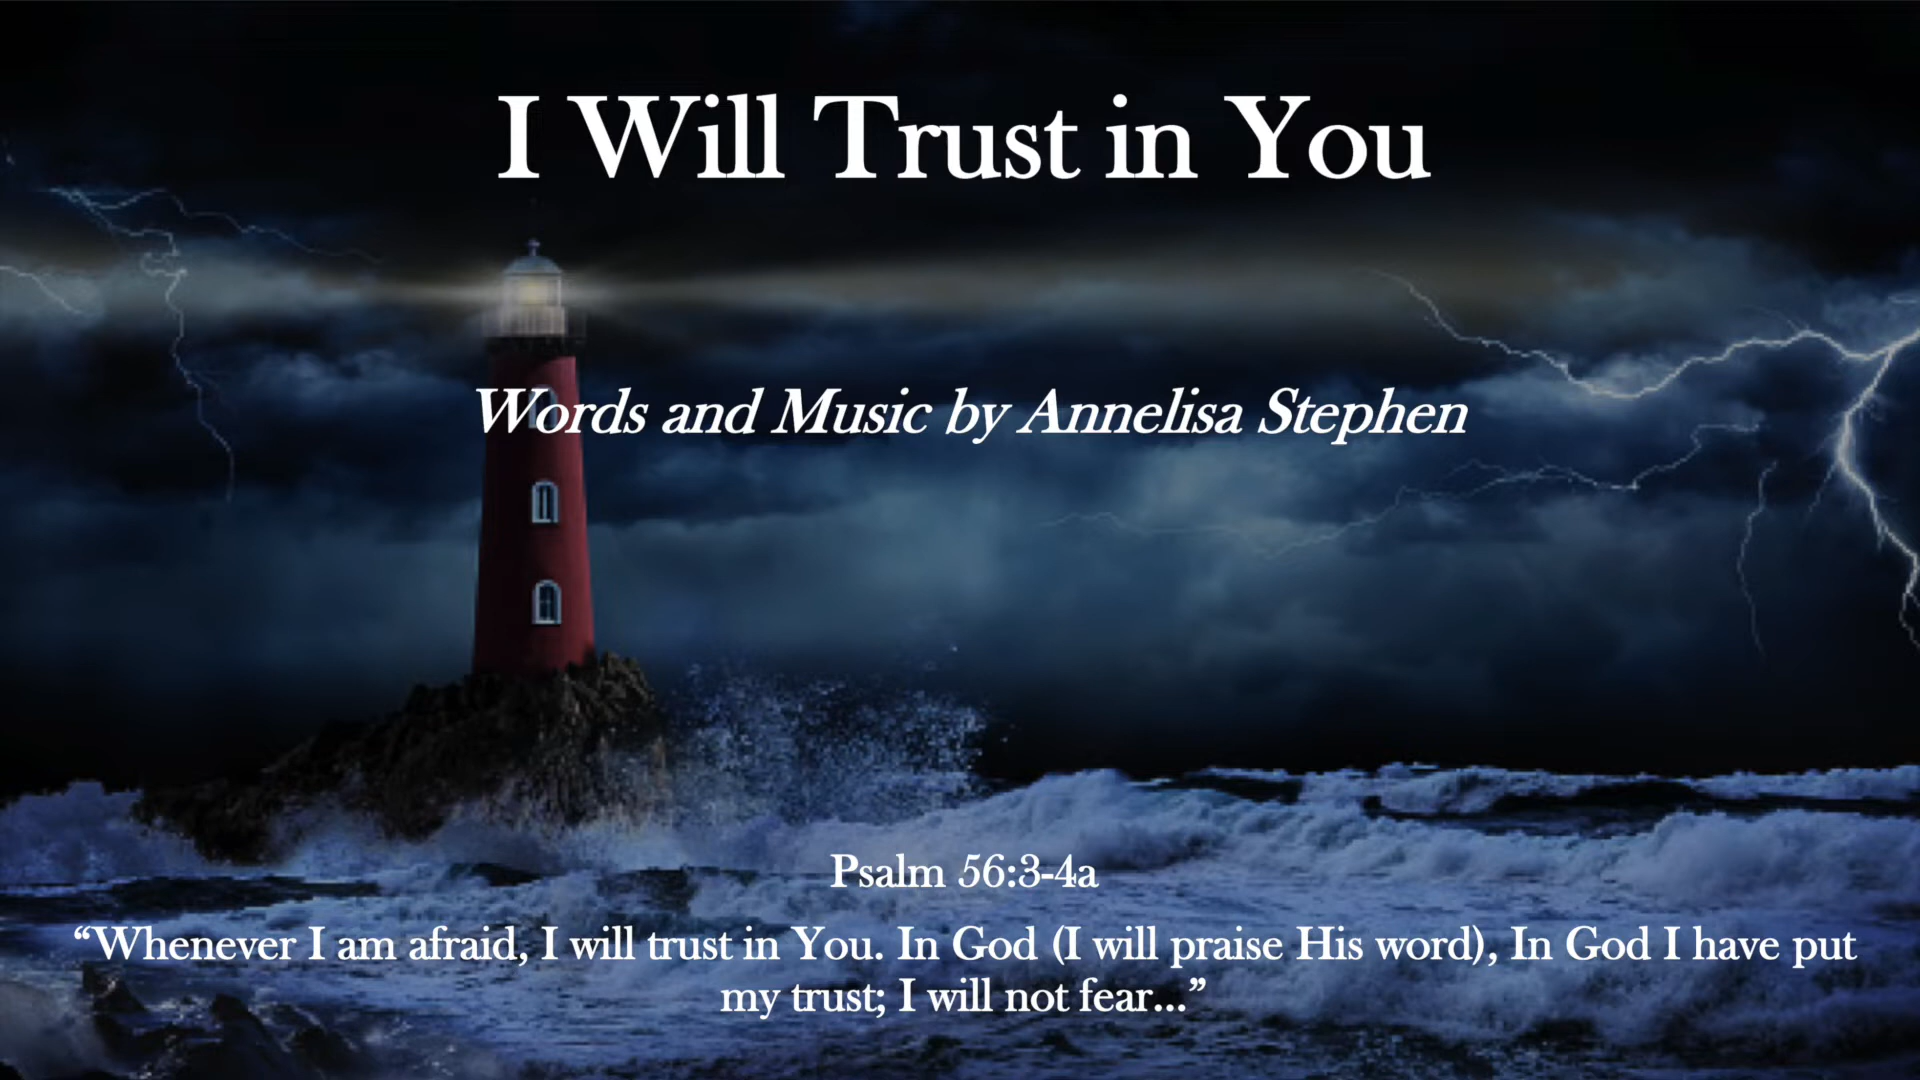 I Will Trust in You
Words and Music by Annelisa Stephen
Psalm 56:3-4a
“Whenever I am afraid, I will trust in You. In God (I will praise His word), In God I have put
my trust; I will not fear...”